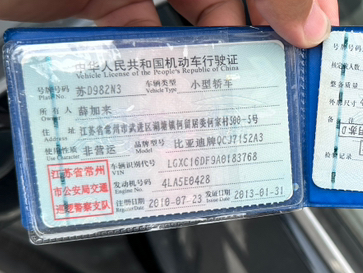 中华人民共和国机动车行驶证
Vehicle License of the People's Republic of China
号牌号码 苏D982N3 车辆类型 小型轿车
Plate No. Vehicle Type
所有人 薛加来
Owner
住址 江苏省常州市武进区湖塘镇何留居委何家村300-5号
Address
使用性质 非营运 品牌型号 比亚迪牌QCJ7152A3
Use Character Model
车辆识别代号 LGXC16DF9A0183768
VIN
发动机号码 4LA5E0428
Engine No.
注册日期 2010-07-23 发证日期 2013-01-31
Register Date Issue Date
江苏省常州
市公安局交通
巡逻警察支队